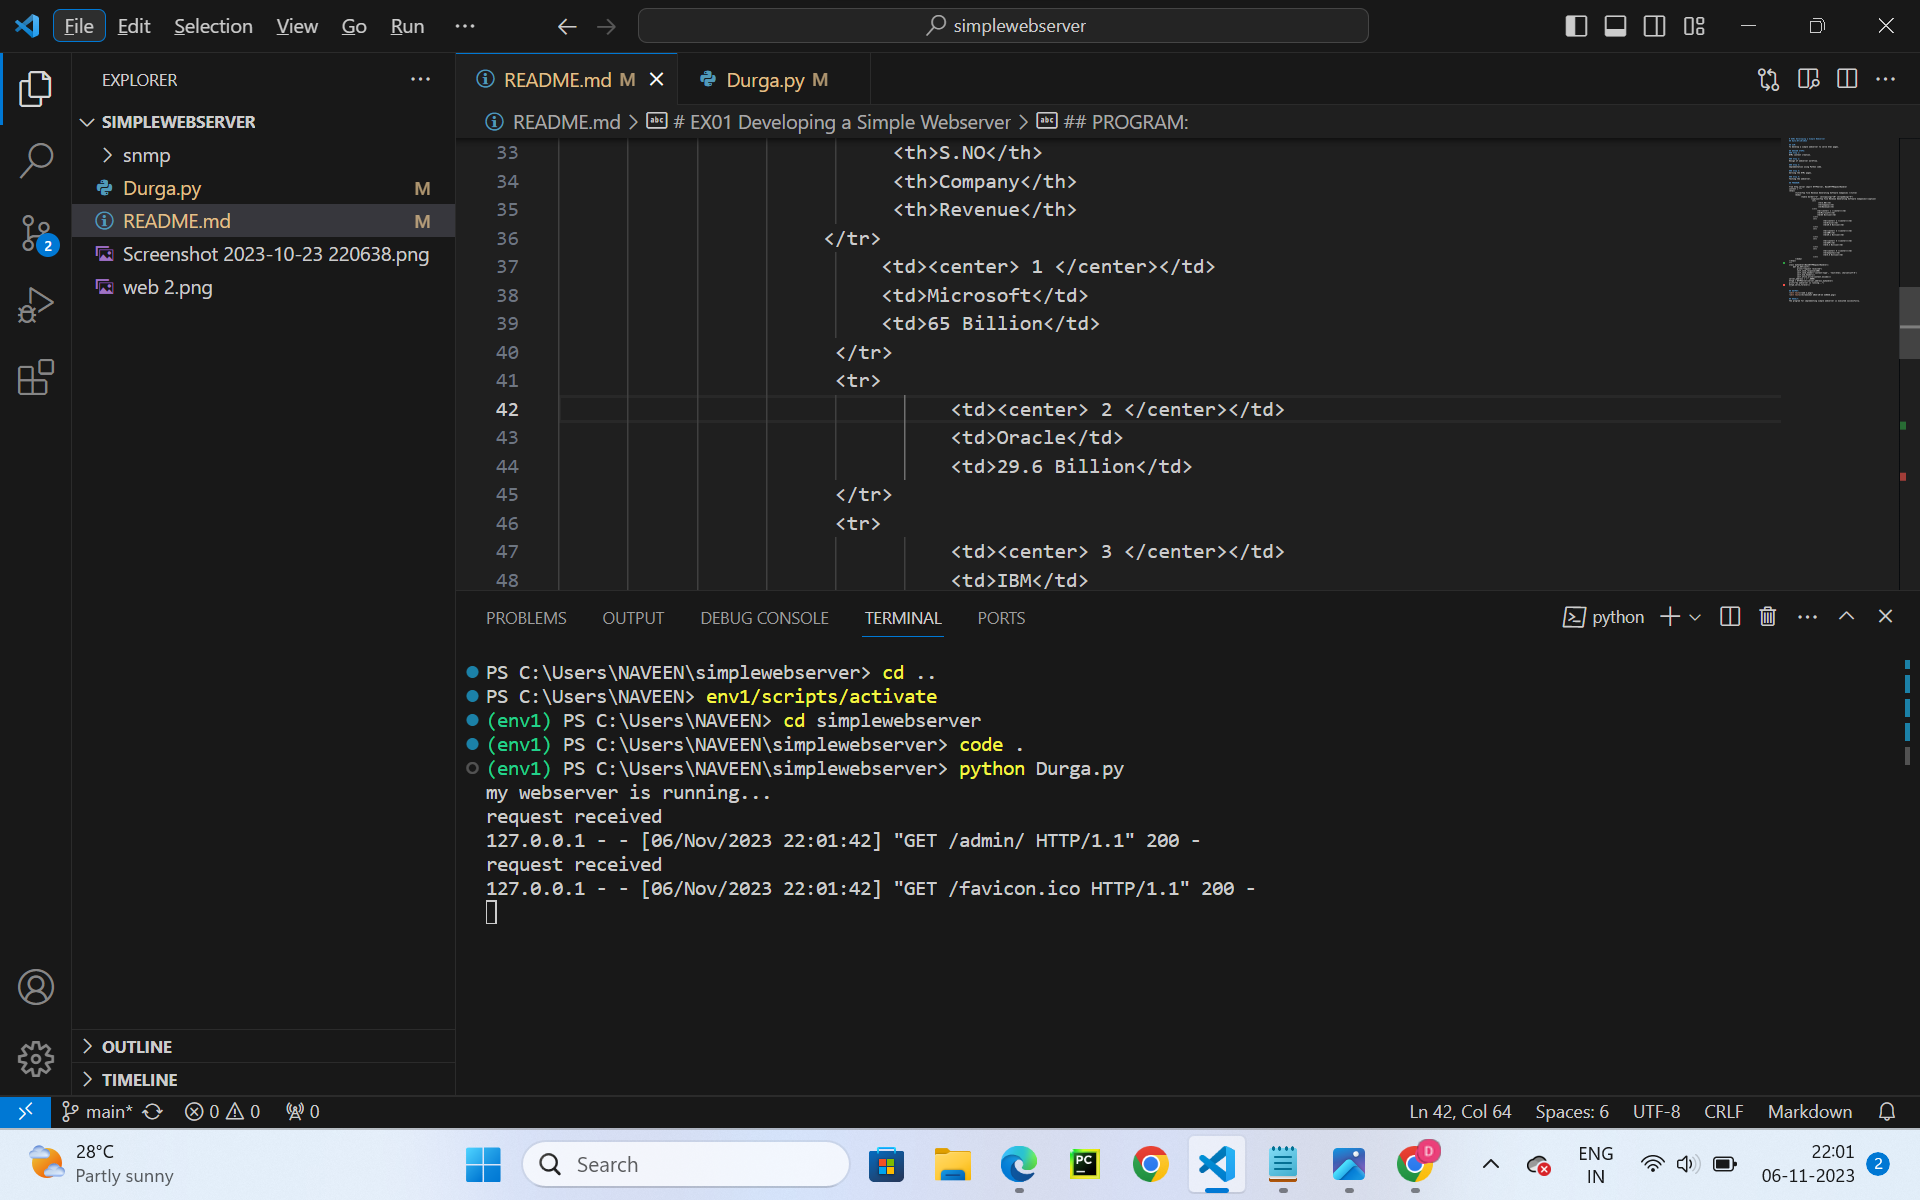 File Edit Selection View Go Run ··· simplewebserver
EXPLORER ···
SIMPLEWEBSERVER
snmp
Durga.py M
README.md M
Screenshot 2023-10-23 220638.png
web 2.png
OUTLINE
TIMELINE
README.md M Durga.py M
README.md > # EX01 Developing a Simple Webserver > ## PROGRAM:
33 <th>S.NO</th>
34 <th>Company</th>
35 <th>Revenue</th>
36 </tr>
37 <td><center> 1 </center></td>
38 <td>Microsoft</td>
39 <td>65 Billion</td>
40 </tr>
41 <tr>
42 <td><center> 2 </center></td>
43 <td>Oracle</td>
44 <td>29.6 Billion</td>
45 </tr>
46 <tr>
47 <td><center> 3 </center></td>
48 <td>IBM</td>
PROBLEMS OUTPUT DEBUG CONSOLE TERMINAL PORTS python
PS C:\Users\NAVEEN\simplewebserver> cd ..
PS C:\Users\NAVEEN> env1/scripts/activate
(env1) PS C:\Users\NAVEEN> cd simplewebserver
(env1) PS C:\Users\NAVEEN\simplewebserver> code .
(env1) PS C:\Users\NAVEEN\simplewebserver> python Durga.py
my webserver is running...
request received
127.0.0.1 - - [06/Nov/2023 22:01:42] "GET /admin/ HTTP/1.1" 200 -
request received
127.0.0.1 - - [06/Nov/2023 22:01:42] "GET /favicon.ico HTTP/1.1" 200 -
2
main* 0 0 0 Ln 42, Col 64 Spaces: 6 UTF-8 CRLF Markdown
28°C
Partly sunny
Search
PC
D
ENG
IN
22:01
06-11-2023
2